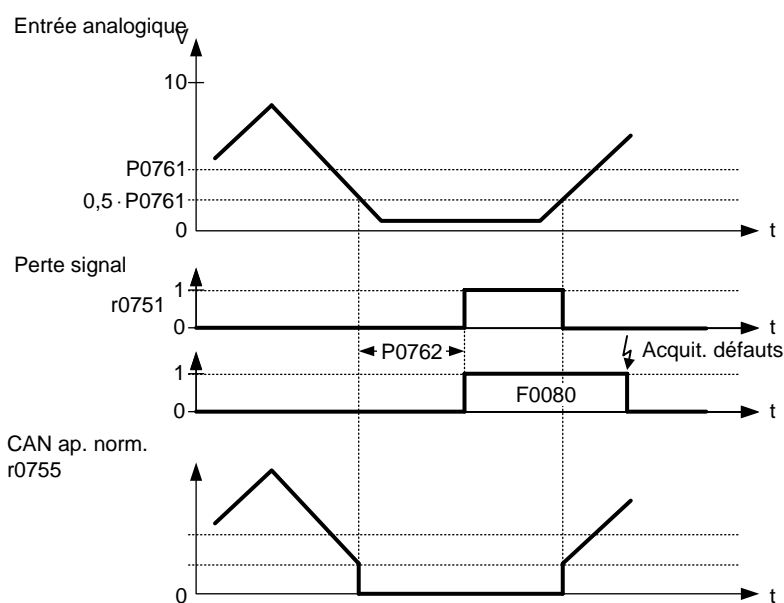 Entrée analogique
V
10
P0761
0,5 · P0761
0
t
Perte signal
r0751
1
0
t
P0762
Acquit. défauts
1
F0080
0
t
CAN ap. norm.
r0755
0
t